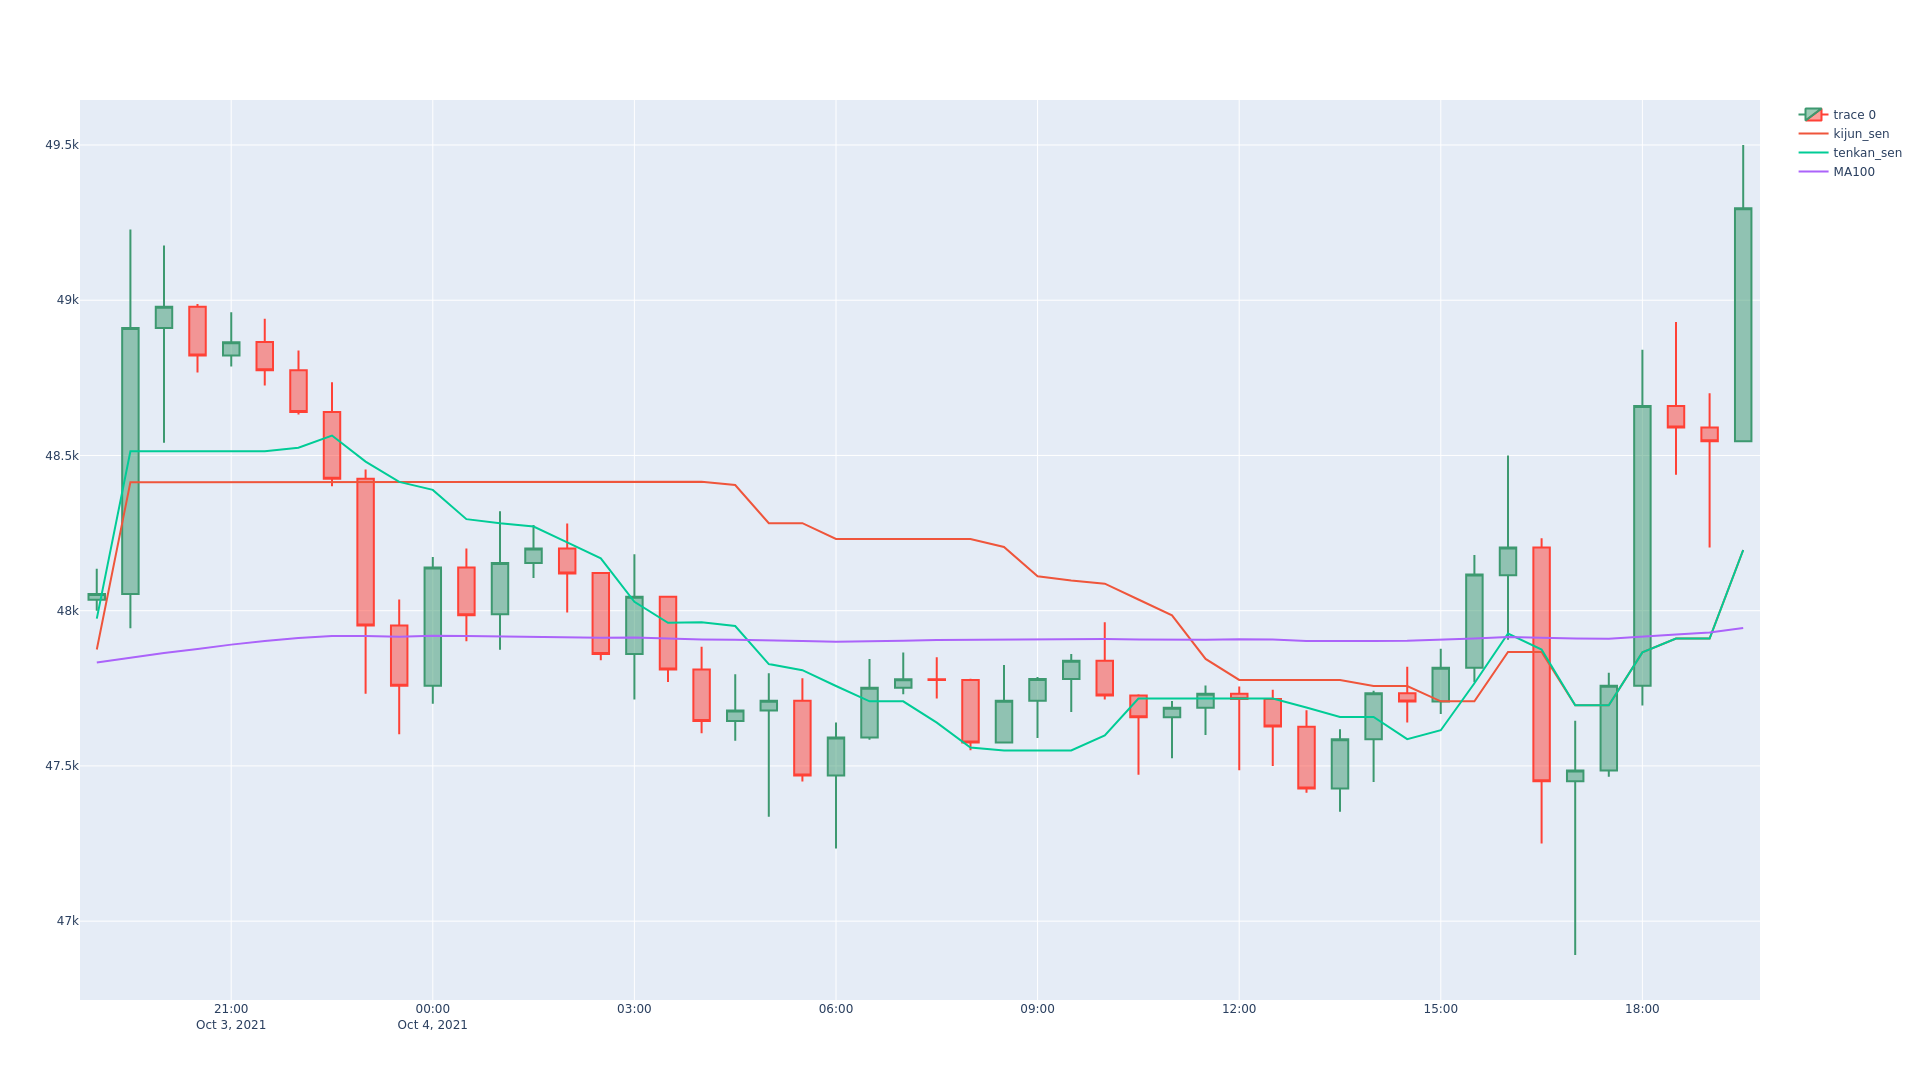 trace 0
kijun_sen
tenkan_sen
MA100
49.5k
49k
48.5k
48k
47.5k
47k
21:00 00:00 03:00 06:00 09:00 12:00 15:00 18:00
Oct 3, 2021 Oct 4, 2021